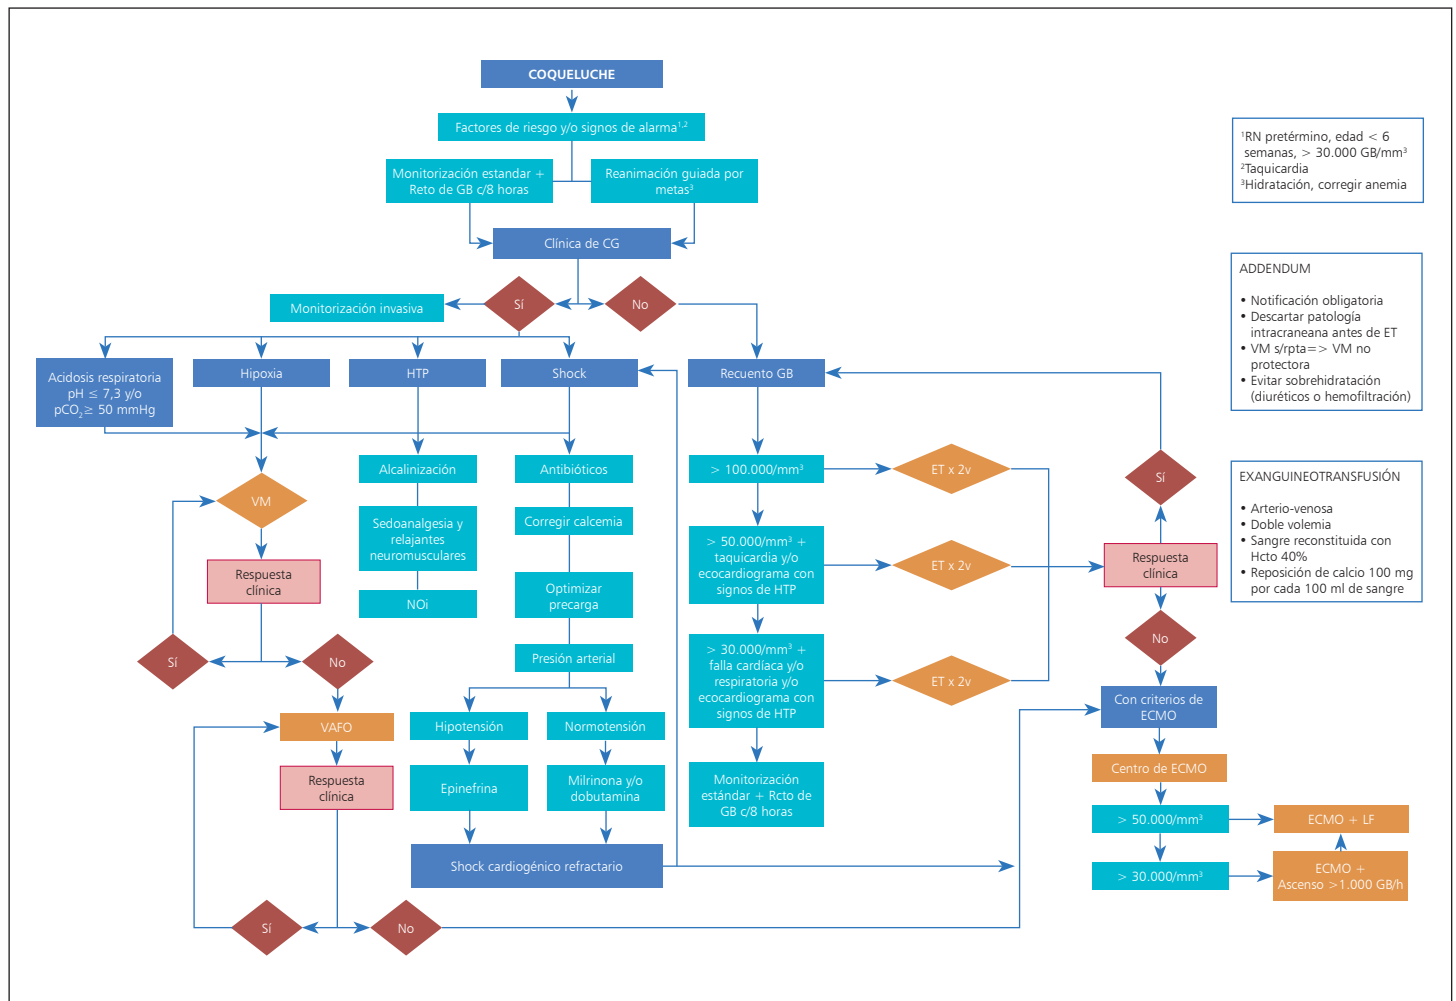 COQUELUCHE
Factores de riesgo y/o signos de alarma¹,²
Monitorización estandar +
Reto de GB c/8 horas
Reanimación guiada por
metas³
Clínica de CG
Monitorización invasiva
Sí
No
Acidosis respiratoria
pH ≤ 7,3 y/o
pCO₂≥ 50 mmHg
Hipoxia
HTP
Shock
Recuento GB
VM
Respuesta
clínica
Sí
No
VAFO
Respuesta
clínica
Sí
No
Alcalinización
Sedoanalgesia y
relajantes
neuromusculares
NOi
Antibióticos
Corregir calcemia
Optimizar
precarga
Presión arterial
Hipotensión
Normotensión
Epinefrina
Milrinona y/o
dobutamina
Shock cardiogénico refractario
> 100.000/mm³
ET x 2v
> 50.000/mm³ +
taquicardia y/o
ecocardiograma con
signos de HTP
ET x 2v
> 30.000/mm³ +
falla cardíaca y/o
respiratoria y/o
ecocardiograma con
signos de HTP
ET x 2v
Monitorización
estándar + Rcto de
GB c/8 horas
Sí
Respuesta
clínica
No
Con criterios de
ECMO
Centro de ECMO
> 50.000/mm³
ECMO + LF
> 30.000/mm³
ECMO +
Ascenso >1.000 GB/h
¹RN pretérmino, edad < 6
semanas, > 30.000 GB/mm³
²Taquicardia
³Hidratación, corregir anemia
ADDENDUM
• Notificación obligatoria
• Descartar patología
intracraneana antes de ET
• VM s/rpta=> VM no
protectora
• Evitar sobrehidratación
(diuréticos o hemofiltración)
EXANGUINEOTRANSFUSIÓN
• Arterio-venosa
• Doble volemia
• Sangre reconstituida con
Hcto 40%
• Reposición de calcio 100 mg
por cada 100 ml de sangre